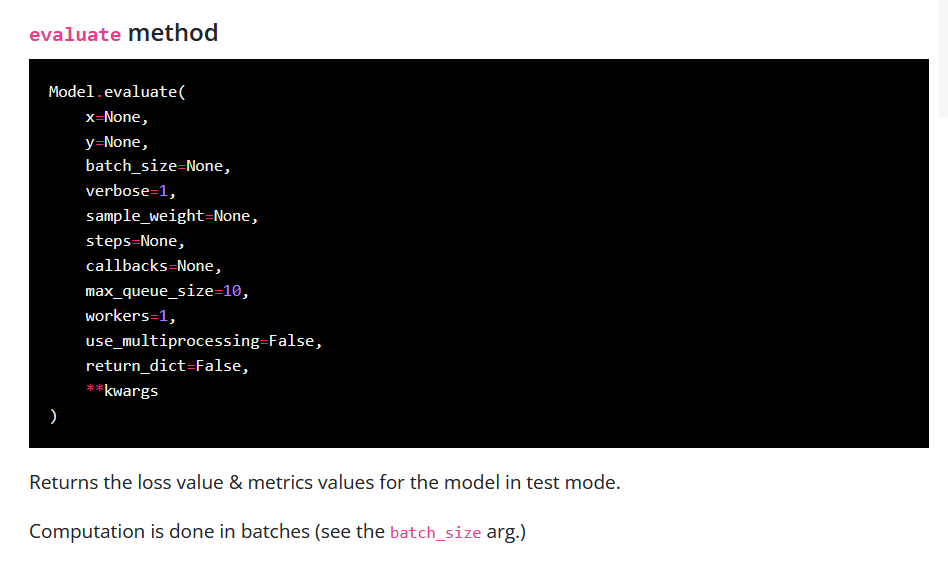 evaluate method
Model.evaluate(
    x=None,
    y=None,
    batch_size=None,
    verbose=1,
    sample_weight=None,
    steps=None,
    callbacks=None,
    max_queue_size=10,
    workers=1,
    use_multiprocessing=False,
    return_dict=False,
    **kwargs
)
Returns the loss value & metrics values for the model in test mode.
Computation is done in batches (see the batch_size arg.)